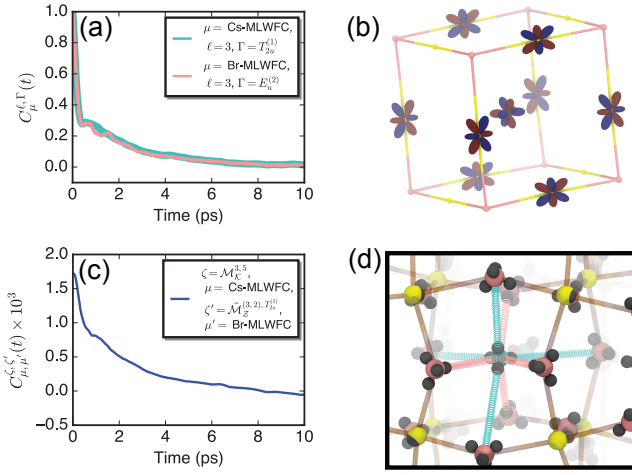 (a)
μ = Cs-MLWFC,
ℓ = 3, Γ = T_{2u}^{(1)}
μ = Br-MLWFC,
ℓ = 3, Γ = E_u^{(2)}
C_μ^{ℓ,Γ}(t)
1.0
0.8
0.6
0.4
0.2
0.0
0 2 4 6 8 10
Time (ps)
(b)
(c)
ζ = M_K^{3,5},
μ = Cs-MLWFC,
ζ′ = M̃_Z^{(3,2),T_{2u}^{(1)}},
μ′ = Br-MLWFC
C_{μ,μ′}^{ζ,ζ′}(t) × 10³
2.0
1.5
1.0
0.5
0.0
−0.5
0 2 4 6 8 10
Time (ps)
(d)